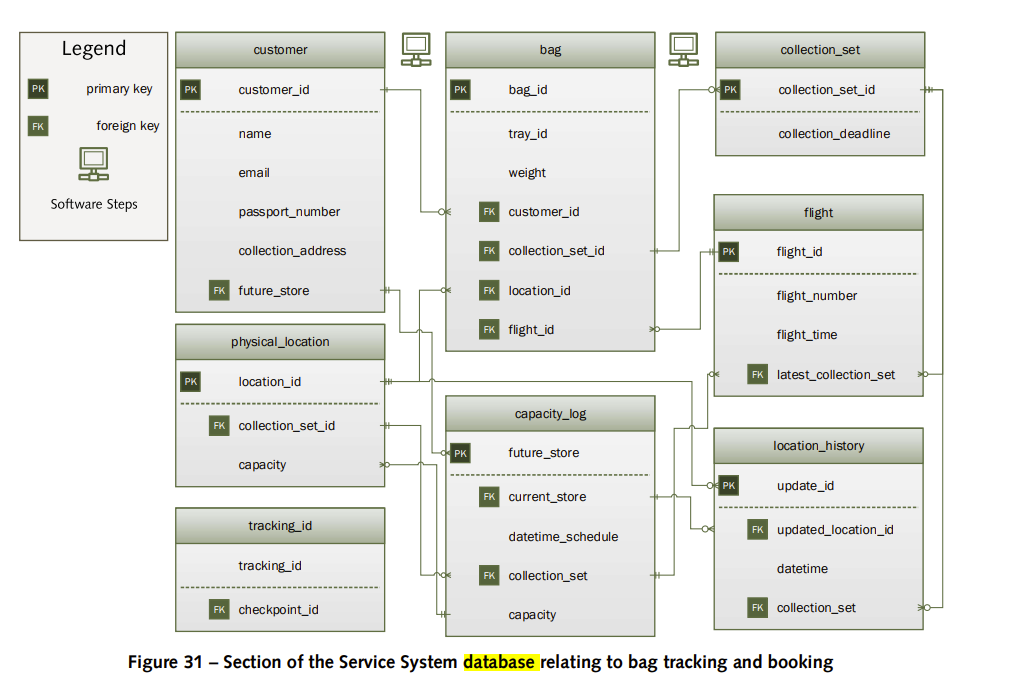 Legend
PK primary key
FK foreign key
Software Steps
customer
PK customer_id
name
email
passport_number
collection_address
FK future_store
physical_location
PK location_id
FK collection_set_id
capacity
tracking_id
tracking_id
FK checkpoint_id
bag
PK bag_id
tray_id
weight
FK customer_id
FK collection_set_id
FK location_id
FK flight_id
capacity_log
PK future_store
FK current_store
datetime_schedule
FK collection_set
capacity
collection_set
PK collection_set_id
collection_deadline
flight
PK flight_id
flight_number
flight_time
FK latest_collection_set
location_history
PK update_id
FK updated_location_id
datetime
FK collection_set
Figure 31 – Section of the Service System database relating to bag tracking and booking